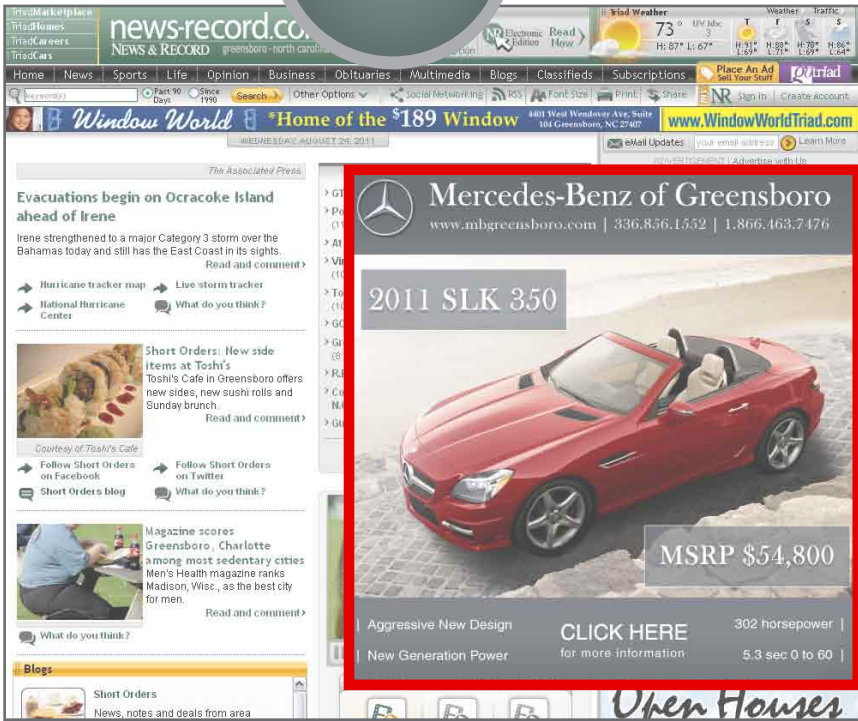 TriadMarketplace
TriadHomes
TriadCareers
TriadCars
news-record.co
NEWS & RECORD greensboro - north
Electronic Edition
Read Now
Triad Weather
Weather Traffic
73°
UV Idx: 3
H: 87° L: 67°
T F S S
H:91° H:88° H:78° H:86°
L:69° L:71° L:69° L:64°
Home News Sports Life Opinion Business Obituaries Multimedia Blogs Classifieds Subscriptions
Place An Ad
Sell Your Stuff
triad
keyword(s)
Past 90 Days
Since 1990
Search
Other Options
Social Networking RSS Font Size Print Share
NR Sign In Create Account
Window World *Home of the $189 Window
4401 West Wendover Ave, Suite
104 Greensboro, NC 27407
www.WindowWorldTriad.com
WEDNESDAY, AUGUST 24, 2011
eMail Updates your email address Learn More
ADVERTISEMENT | Advertise with Us
The Associated Press
Evacuations begin on Ocracoke Island
ahead of Irene
Irene strengthened to a major Category 3 storm over the
Bahamas today and still has the East Coast in its sights.
Read and comment›
Hurricane tracker map
Live storm tracker
National Hurricane
Center
What do you think?
Short Orders: New side
items at Toshi's
Toshi's Cafe in Greensboro offers
new sides, new sushi rolls and
Sunday brunch.
Read and comment›
Courtesy of Toshi's Cafe
Follow Short Orders
on Facebook
Follow Short Orders
on Twitter
Short Orders blog
What do you think?
Magazine scores
Greensboro, Charlotte
among most sedentary cities
Men's Health magazine ranks
Madison, Wisc., as the best city
for men.
Read and comment›
What do you think?
Blogs
Short Orders
News, notes and deals from area
Mercedes-Benz of Greensboro
www.mbgreensboro.com | 336.856.1552 | 1.866.463.7476
2011 SLK 350
MSRP $54,800
| Aggressive New Design
| New Generation Power
CLICK HERE
for more information
302 horsepower |
5.3 sec 0 to 60 |
Open Houses